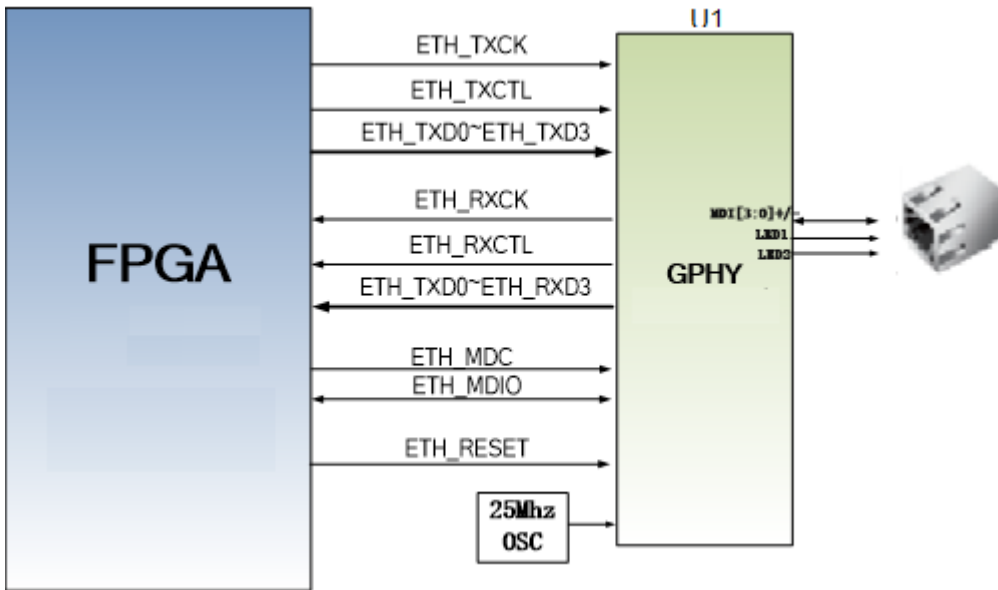 U1
ETH_TXCK
ETH_TXCTL
ETH_TXD0~ETH_TXD3
ETH_RXCK
ETH_RXCTL
ETH_TXD0~ETH_RXD3
ETH_MDC
ETH_MDIO
ETH_RESET
FPGA
GPHY
MDI[3:0]+/-
LED1
LED2
25Mhz
OSC